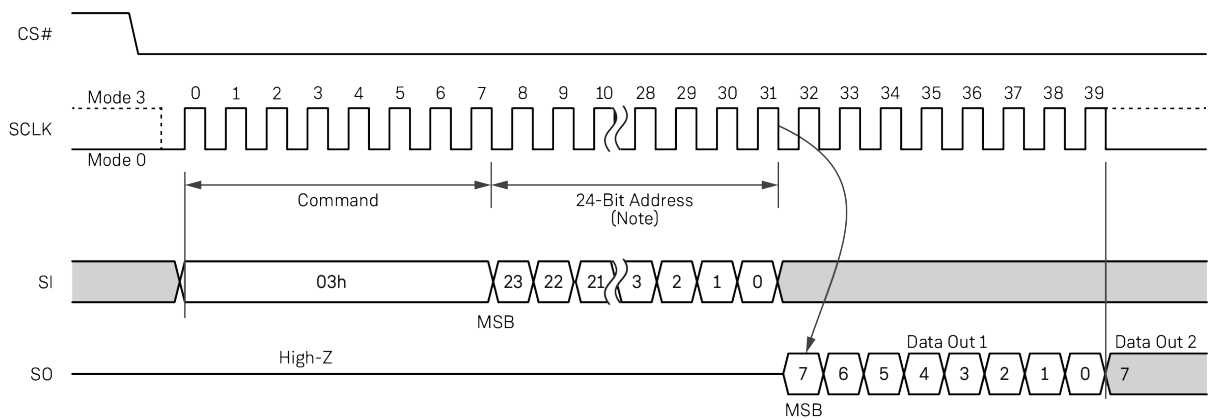 CS#
0 1 2 3 4 5 6 7 8 9 10 28 29 30 31 32 33 34 35 36 37 38 39
Mode 3
SCLK
Mode 0
Command
24-Bit Address
(Note)
SI
03h
23 22 21 3 2 1 0
MSB
High-Z
Data Out 1
Data Out 2
SO
7 6 5 4 3 2 1 0 7
MSB